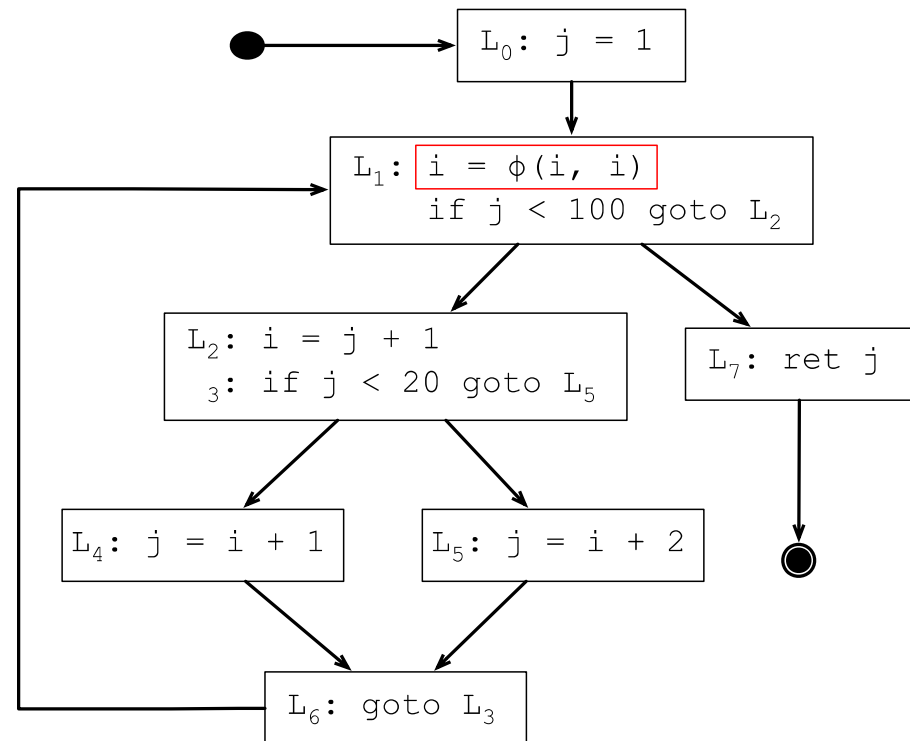 L₀: j = 1
L₁: i = ϕ(i, i)
if j < 100 goto L₂
L₂: i = j + 1
3: if j < 20 goto L₅
L₇: ret j
L₄: j = i + 1
L₅: j = i + 2
L₆: goto L₃